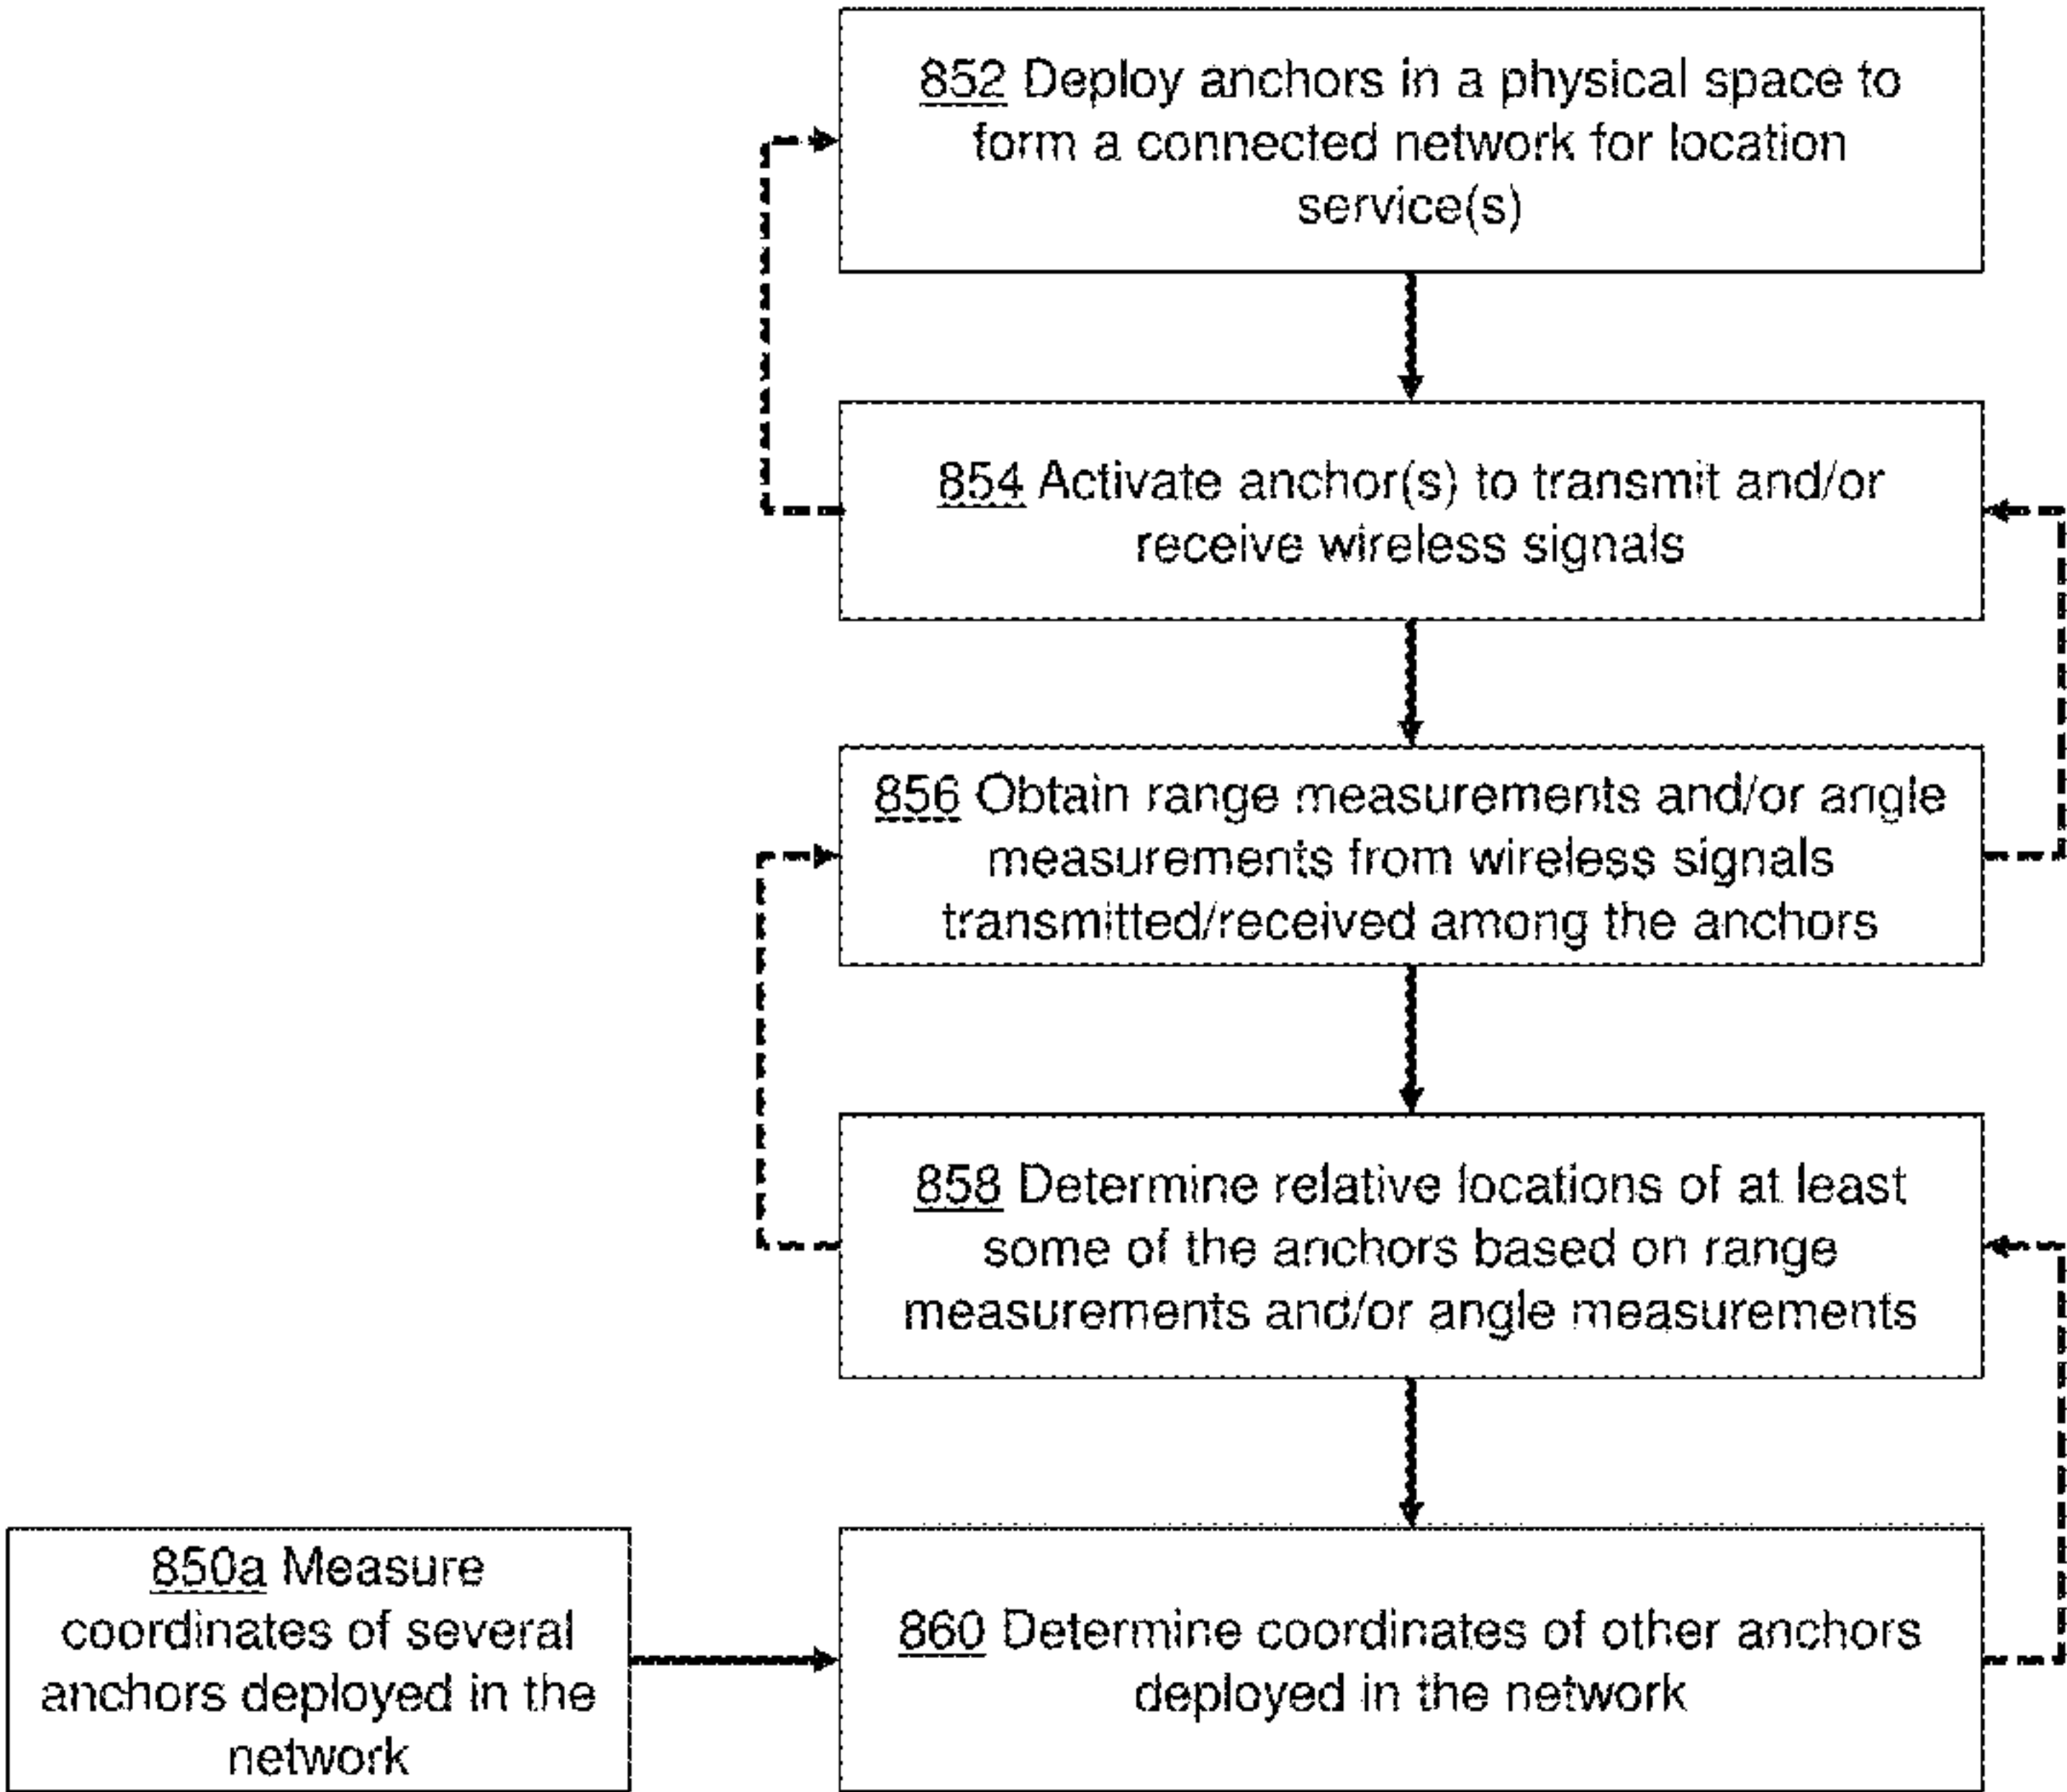 852 Deploy anchors in a physical space to
form a connected network for location
service(s)
854 Activate anchor(s) to transmit and/or
receive wireless signals
856 Obtain range measurements and/or angle
measurements from wireless signals
transmitted/received among the anchors
858 Determine relative locations of at least
some of the anchors based on range
measurements and/or angle measurements
850a Measure
coordinates of several
anchors deployed in the
network
860 Determine coordinates of other anchors
deployed in the network